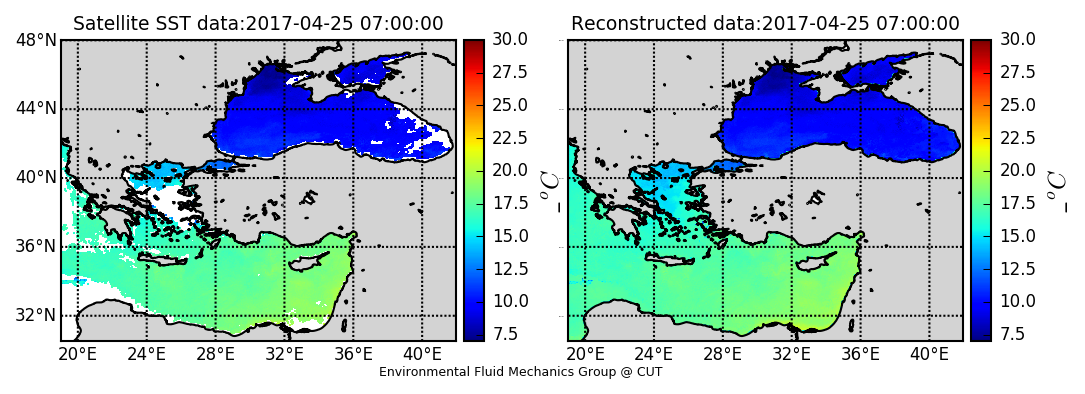 Satellite SST data:2017-04-25 07:00:00
48°N
44°N
40°N
36°N
32°N
20°E 24°E 28°E 32°E 36°E 40°E
30.0
27.5
25.0
22.5
20.0
17.5
15.0
12.5
10.0
7.5
_ °C
Reconstructed data:2017-04-25 07:00:00
20°E 24°E 28°E 32°E 36°E 40°E
30.0
27.5
25.0
22.5
20.0
17.5
15.0
12.5
10.0
7.5
_ °C
Environmental Fluid Mechanics Group @ CUT